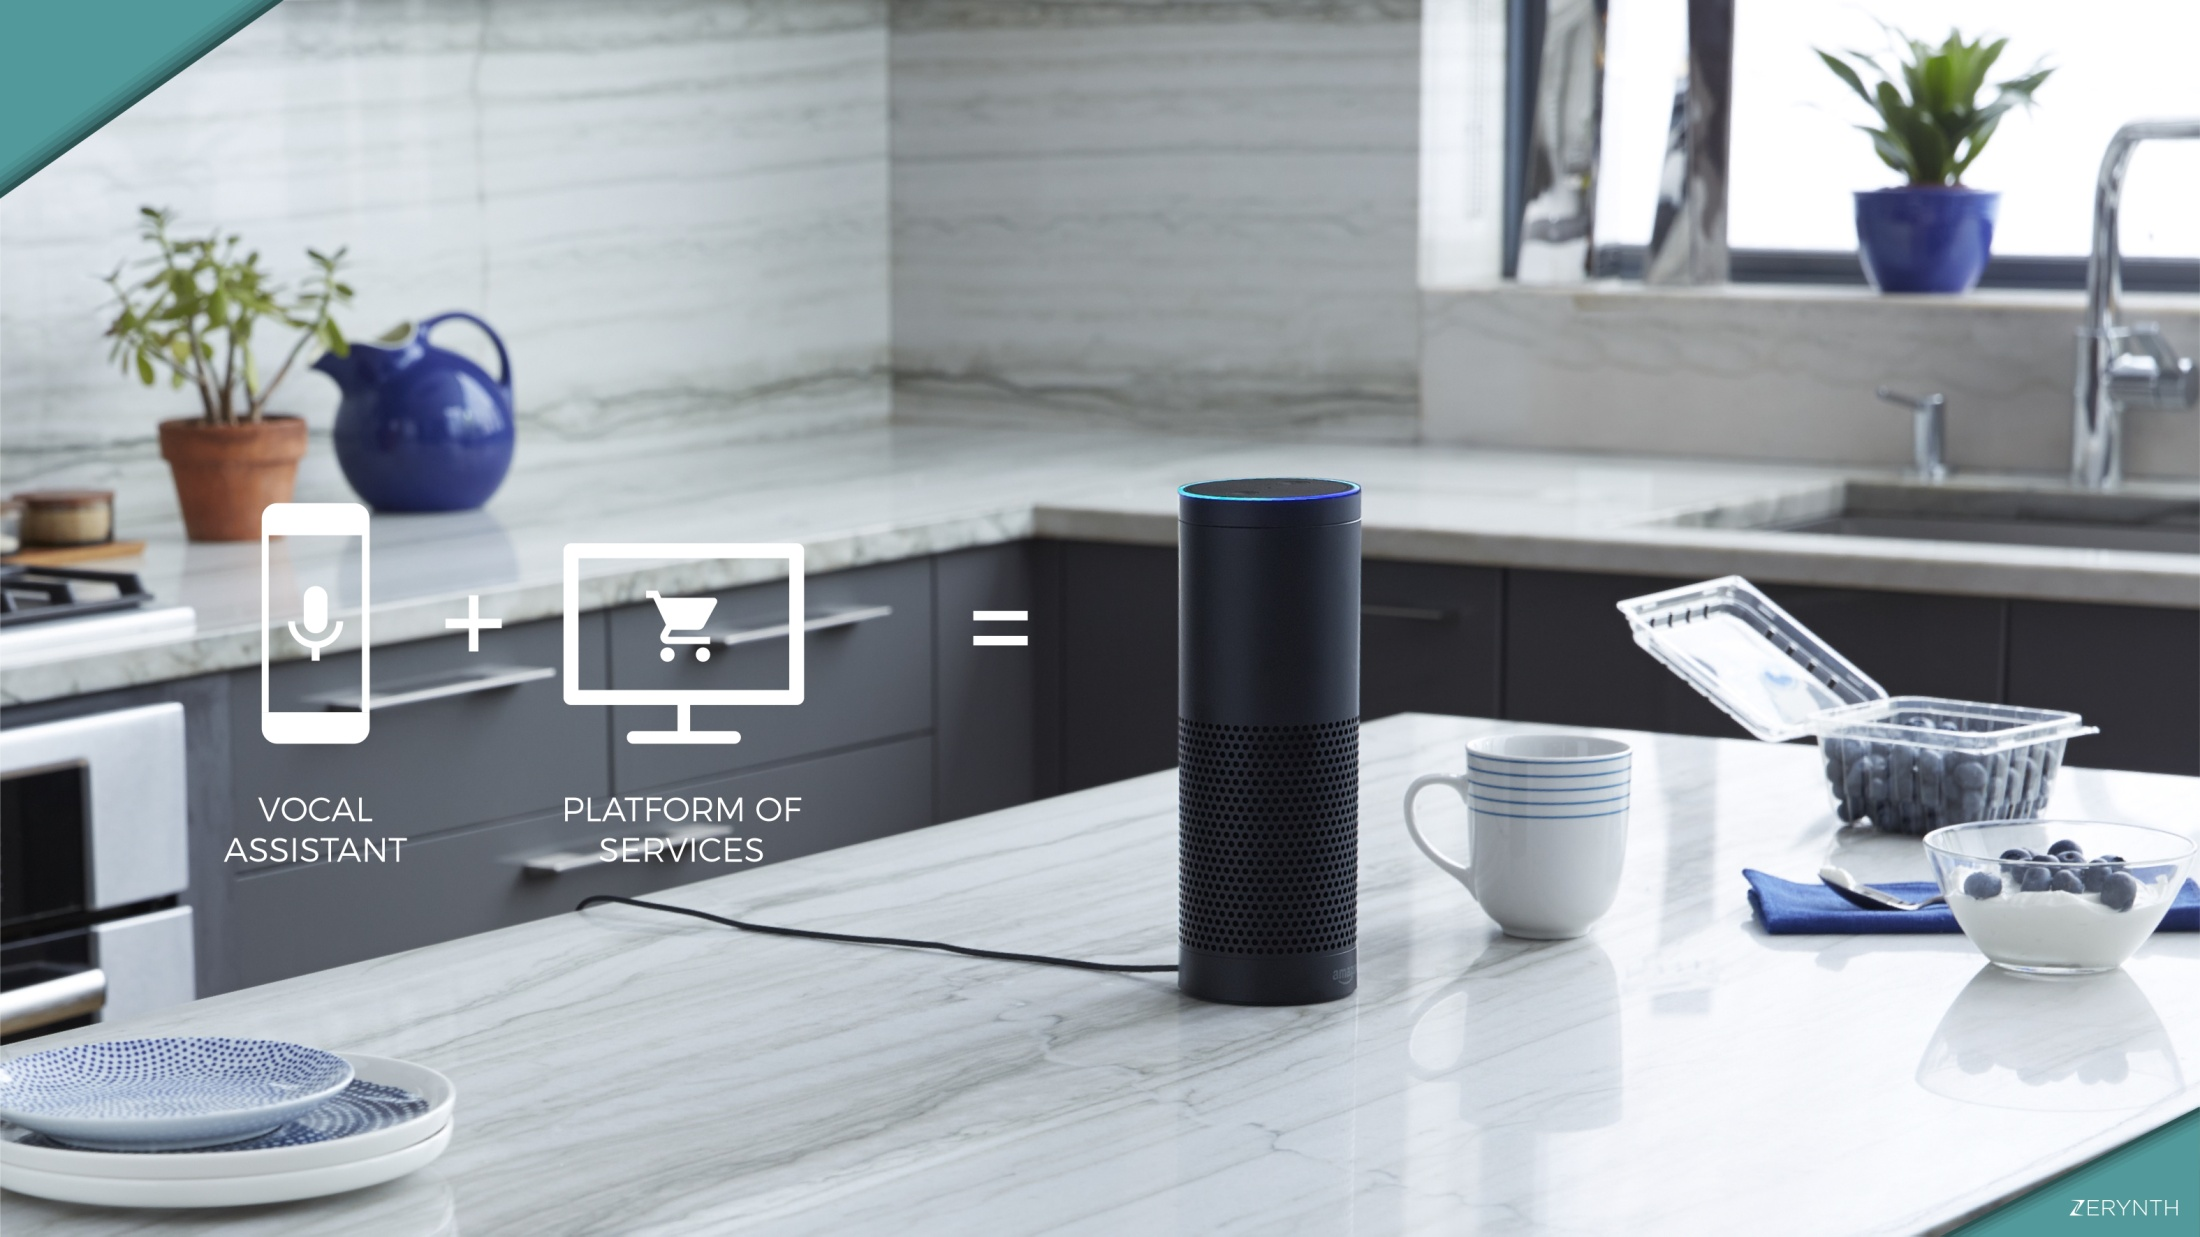 VOCAL
ASSISTANT
+
PLATFORM OF
SERVICES
=
ZERYNTH